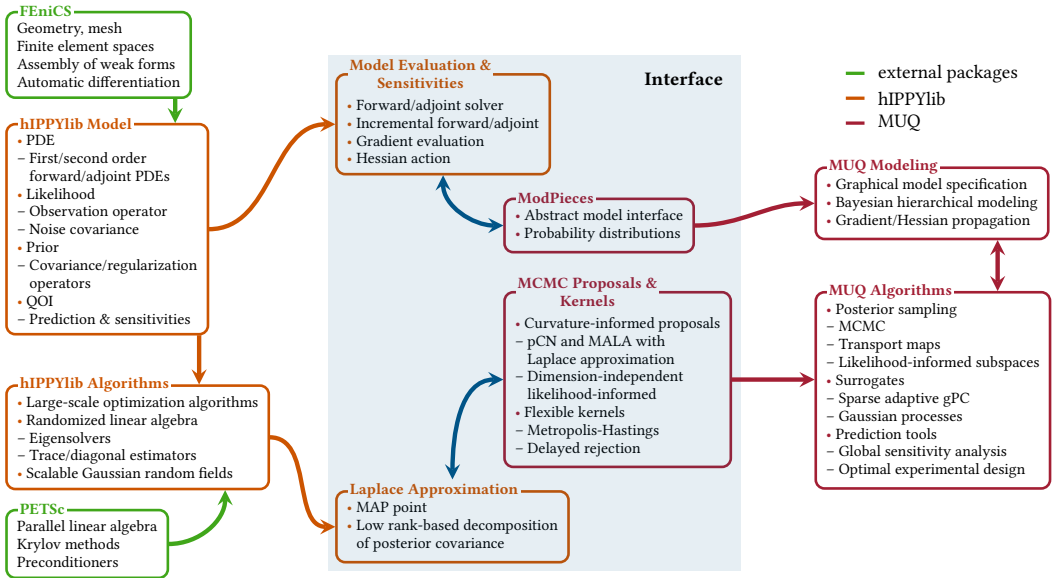 FEniCS
Geometry, mesh
Finite element spaces
Assembly of weak forms
Automatic differentiation
hIPPYlib Model
• PDE
– First/second order
forward/adjoint PDEs
• Likelihood
– Observation operator
– Noise covariance
• Prior
– Covariance/regularization
operators
• QOI
– Prediction & sensitivities
hIPPYlib Algorithms
• Large-scale optimization algorithms
• Randomized linear algebra
– Eigensolvers
– Trace/diagonal estimators
• Scalable Gaussian random fields
PETSc
Parallel linear algebra
Krylov methods
Preconditioners
Interface
Model Evaluation &
Sensitivities
• Forward/adjoint solver
• Incremental forward/adjoint
• Gradient evaluation
• Hessian action
ModPieces
• Abstract model interface
• Probability distributions
MCMC Proposals &
Kernels
• Curvature-informed proposals
– pCN and MALA with
Laplace approximation
– Dimension-independent
likelihood-informed
• Flexible kernels
– Metropolis-Hastings
– Delayed rejection
Laplace Approximation
• MAP point
• Low rank-based decomposition
of posterior covariance
external packages
hIPPYlib
MUQ
MUQ Modeling
• Graphical model specification
• Bayesian hierarchical modeling
• Gradient/Hessian propagation
MUQ Algorithms
• Posterior sampling
– MCMC
– Transport maps
– Likelihood-informed subspaces
• Surrogates
– Sparse adaptive gPC
– Gaussian processes
• Prediction tools
– Global sensitivity analysis
– Optimal experimental design